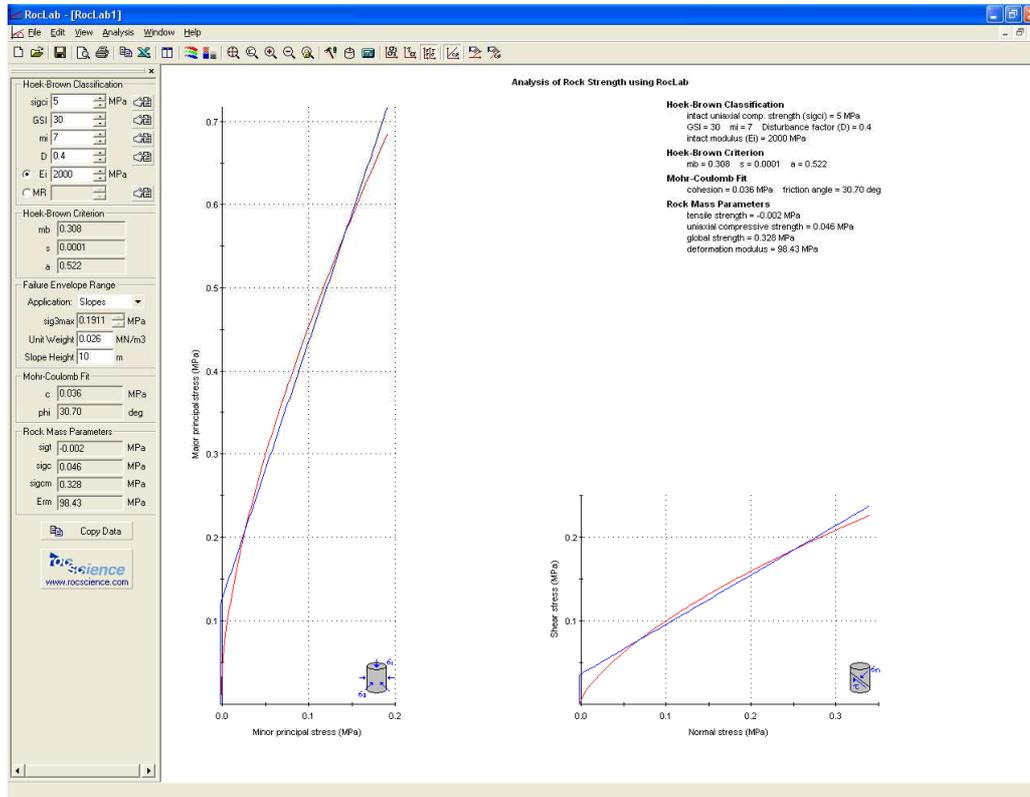 RocLab - [RocLab1]
File Edit View Analysis Window Help
Hoek-Brown Classification
sigci 5 MPa
GSI 30
mi 7
D 0.4
Ei 2000 MPa
MR
Hoek-Brown Criterion
mb 0.308
s 0.0001
a 0.522
Failure Envelope Range
Application: Slopes
sig3max 0.1911 MPa
Unit Weight 0.026 MN/m3
Slope Height 10 m
Mohr-Coulomb Fit
c 0.036 MPa
phi 30.70 deg
Rock Mass Parameters
sigt -0.002 MPa
sigc 0.046 MPa
sigcm 0.328 MPa
Erm 98.43 MPa
Copy Data
rocscience
www.rocscience.com
Analysis of Rock Strength using RocLab
Hoek-Brown Classification
intact uniaxial comp. strength (sigci) = 5 MPa
GSI = 30 mi = 7 Disturbance factor (D) = 0.4
intact modulus (Ei) = 2000 MPa
Hoek-Brown Criterion
mb = 0.308 s = 0.0001 a = 0.522
Mohr-Coulomb Fit
cohesion = 0.036 MPa friction angle = 30.70 deg
Rock Mass Parameters
tensile strength = -0.002 MPa
uniaxial compressive strength = 0.046 MPa
global strength = 0.328 MPa
deformation modulus = 98.43 MPa
Major principal stress (MPa)
0.7
0.6
0.5
0.4
0.3
0.2
0.1
0.0 0.1 0.2
Minor principal stress (MPa)
σ1
σ3
Shear stress (MPa)
0.2
0.1
0.0 0.1 0.2 0.3
Normal stress (MPa)
σn
τ